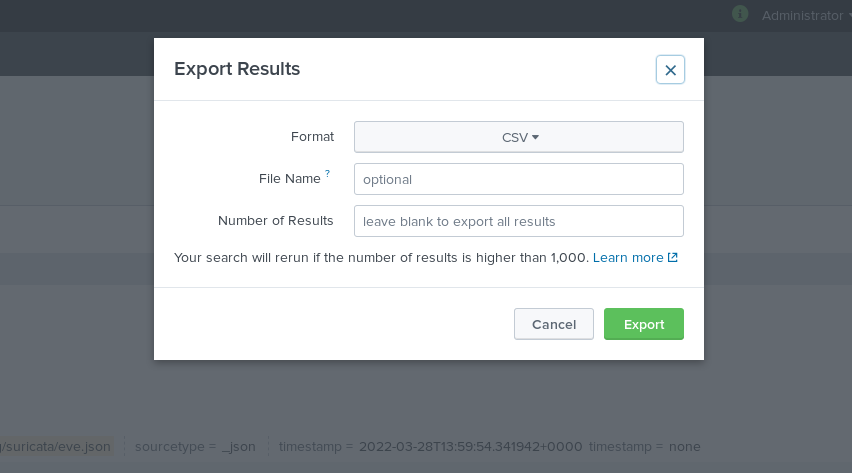 Administrator
Export Results
Format
CSV
File Name ?
optional
Number of Results
leave blank to export all results
Your search will rerun if the number of results is higher than 1,000. Learn more
Cancel
Export
/suricata/eve.json sourcetype = _json timestamp = 2022-03-28T13:59:54.341942+0000 timestamp = none